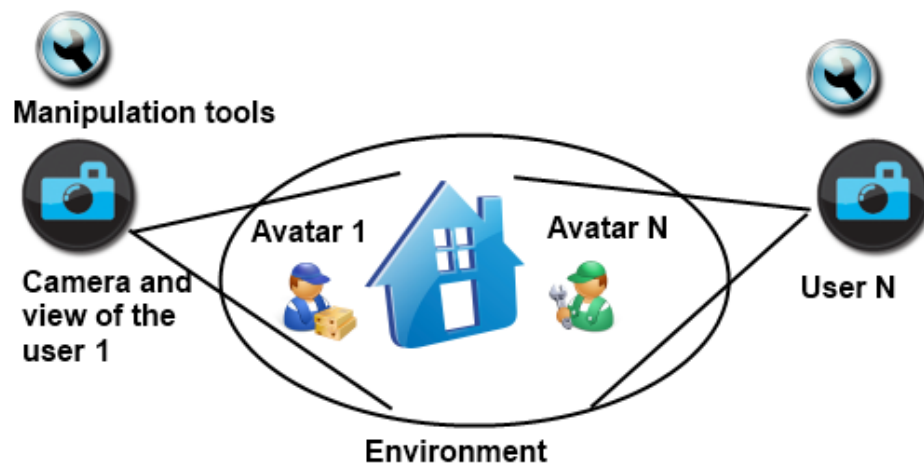 Manipulation tools
Avatar 1
Avatar N
Camera and
view of the
user 1
User N
Environment